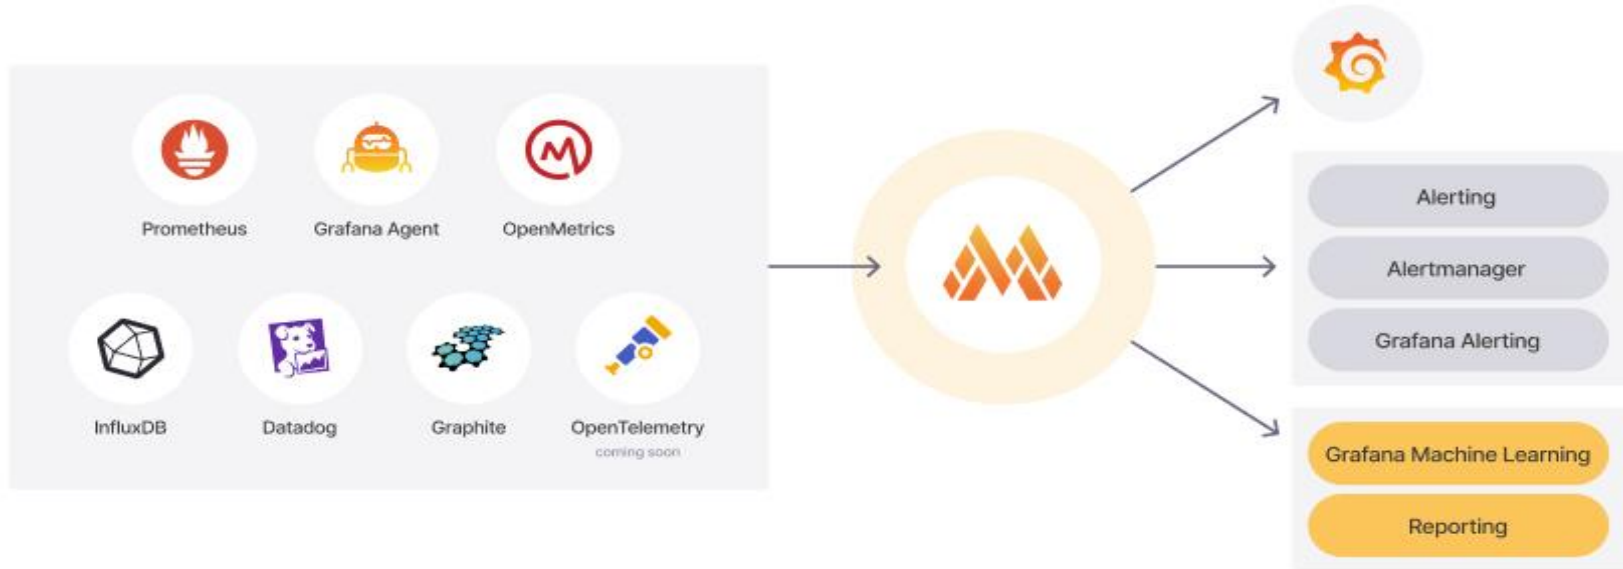 Prometheus
Grafana Agent
OpenMetrics
InfluxDB
Datadog
Graphite
OpenTelemetry
coming soon
Alerting
Alertmanager
Grafana Alerting
Grafana Machine Learning
Reporting